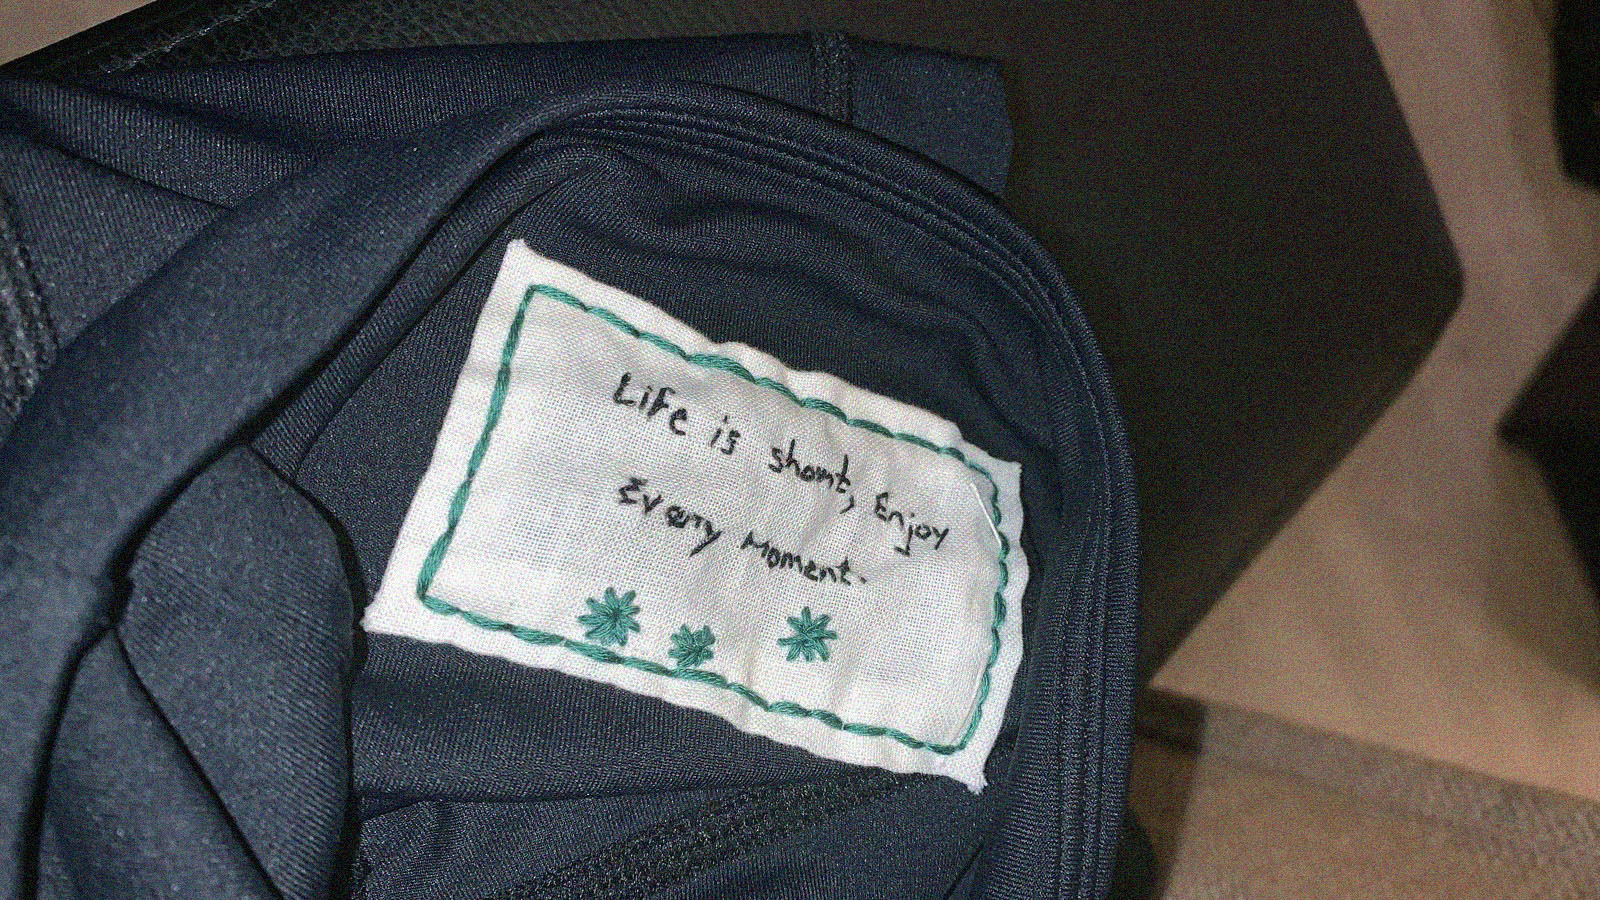 Life is short, Enjoy
Every Moment.